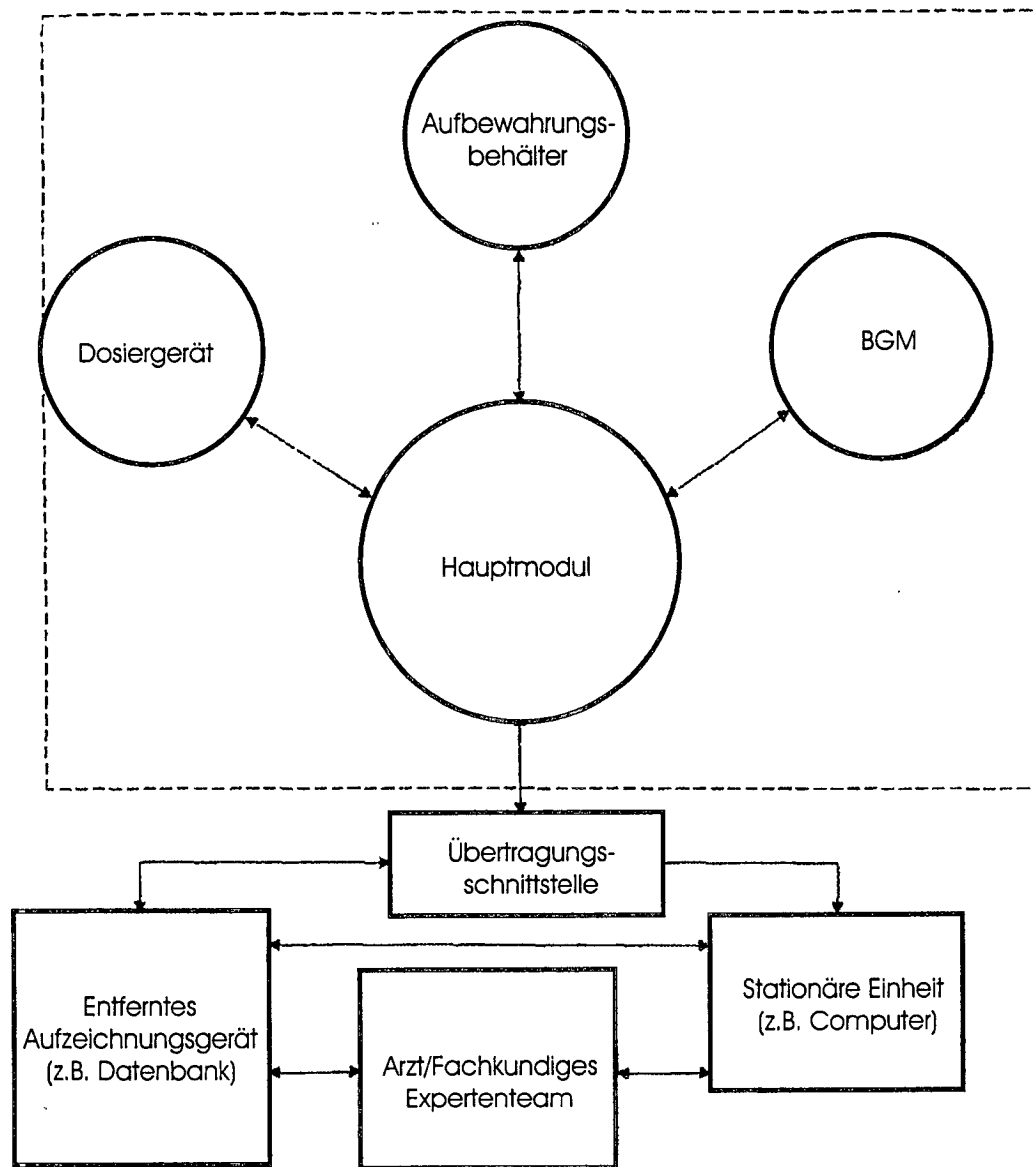 Aufbewahrungs-
behälter
Dosiergerät
BGM
Hauptmodul
Übertragungs-
schnittstelle
Entferntes
Aufzeichnungsgerät
(z.B. Datenbank)
Arzt/Fachkundiges
Expertenteam
Stationäre Einheit
(z.B. Computer)